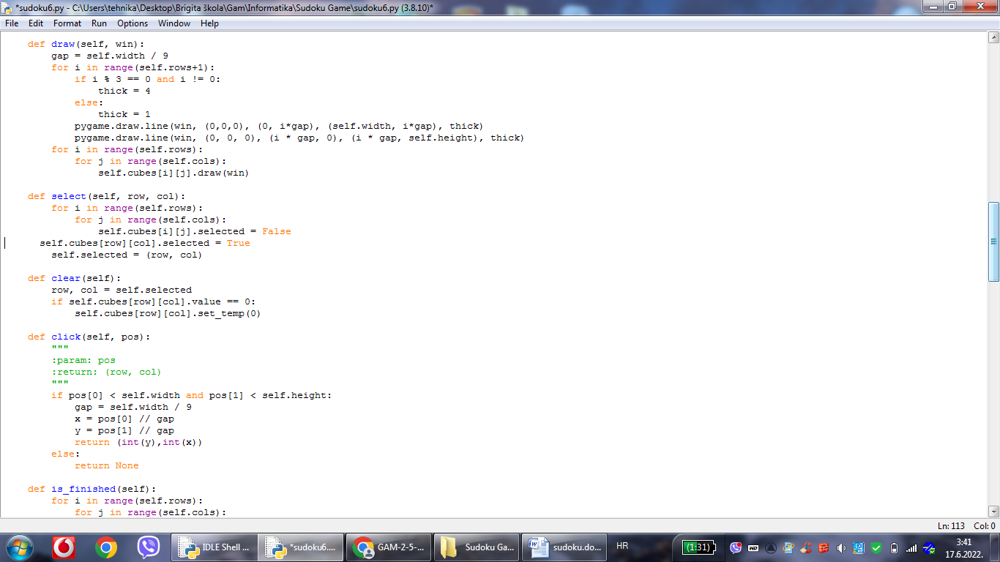 *sudoku6.py - C:\Users\tehnika\Desktop\Brigita škola\Gam\Informatika\Sudoku Game\sudoku6.py (3.8.10)*
File Edit Format Run Options Window Help
    def draw(self, win):
        gap = self.width / 9
        for i in range(self.rows+1):
            if i % 3 == 0 and i != 0:
                thick = 4
            else:
                thick = 1
            pygame.draw.line(win, (0,0,0), (0, i*gap), (self.width, i*gap), thick)
            pygame.draw.line(win, (0, 0, 0), (i * gap, 0), (i * gap, self.height), thick)
        for i in range(self.rows):
            for j in range(self.cols):
                self.cubes[i][j].draw(win)
    def select(self, row, col):
        for i in range(self.rows):
            for j in range(self.cols):
                self.cubes[i][j].selected = False
      self.cubes[row][col].selected = True
        self.selected = (row, col)
    def clear(self):
        row, col = self.selected
        if self.cubes[row][col].value == 0:
            self.cubes[row][col].set_temp(0)
    def click(self, pos):
        """
        :param: pos
        :return: (row, col)
        """
        if pos[0] < self.width and pos[1] < self.height:
            gap = self.width / 9
            x = pos[0] // gap
            y = pos[1] // gap
            return (int(y),int(x))
        else:
            return None
    def is_finished(self):
        for i in range(self.rows):
            for j in range(self.cols):
Ln: 113 Col: 0
IDLE Shell ... *sudoku6.... GAM-2-5-... Sudoku Ga... sudoku.do... HR (1:31) 3:41
17.6.2022.